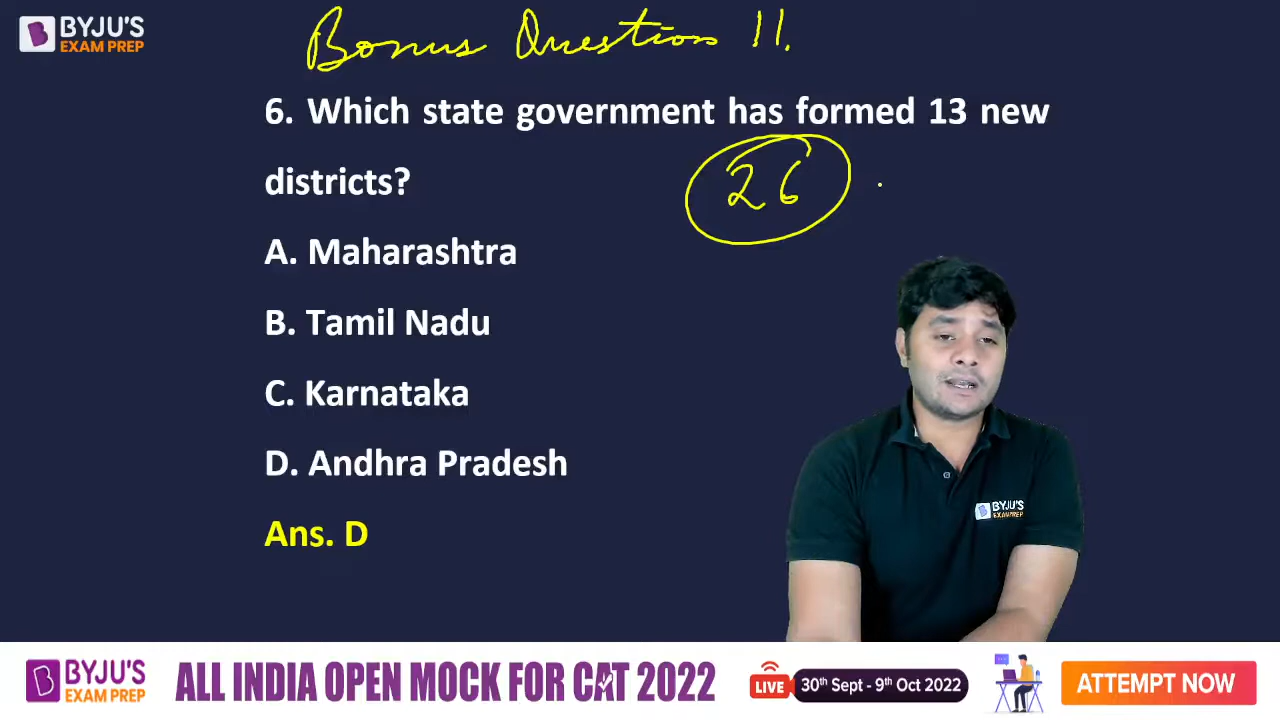 BYJU'S
EXAM PREP
Bonus Question !!.
6. Which state government has formed 13 new
districts?
26
A. Maharashtra
B. Tamil Nadu
C. Karnataka
D. Andhra Pradesh
BYJU'S
EXAM PREP
Ans. D
BYJU'S
EXAM PREP
ALL INDIA OPEN MOCK FOR CAT 2022
LIVE 30th Sept - 9th Oct 2022
ATTEMPT NOW